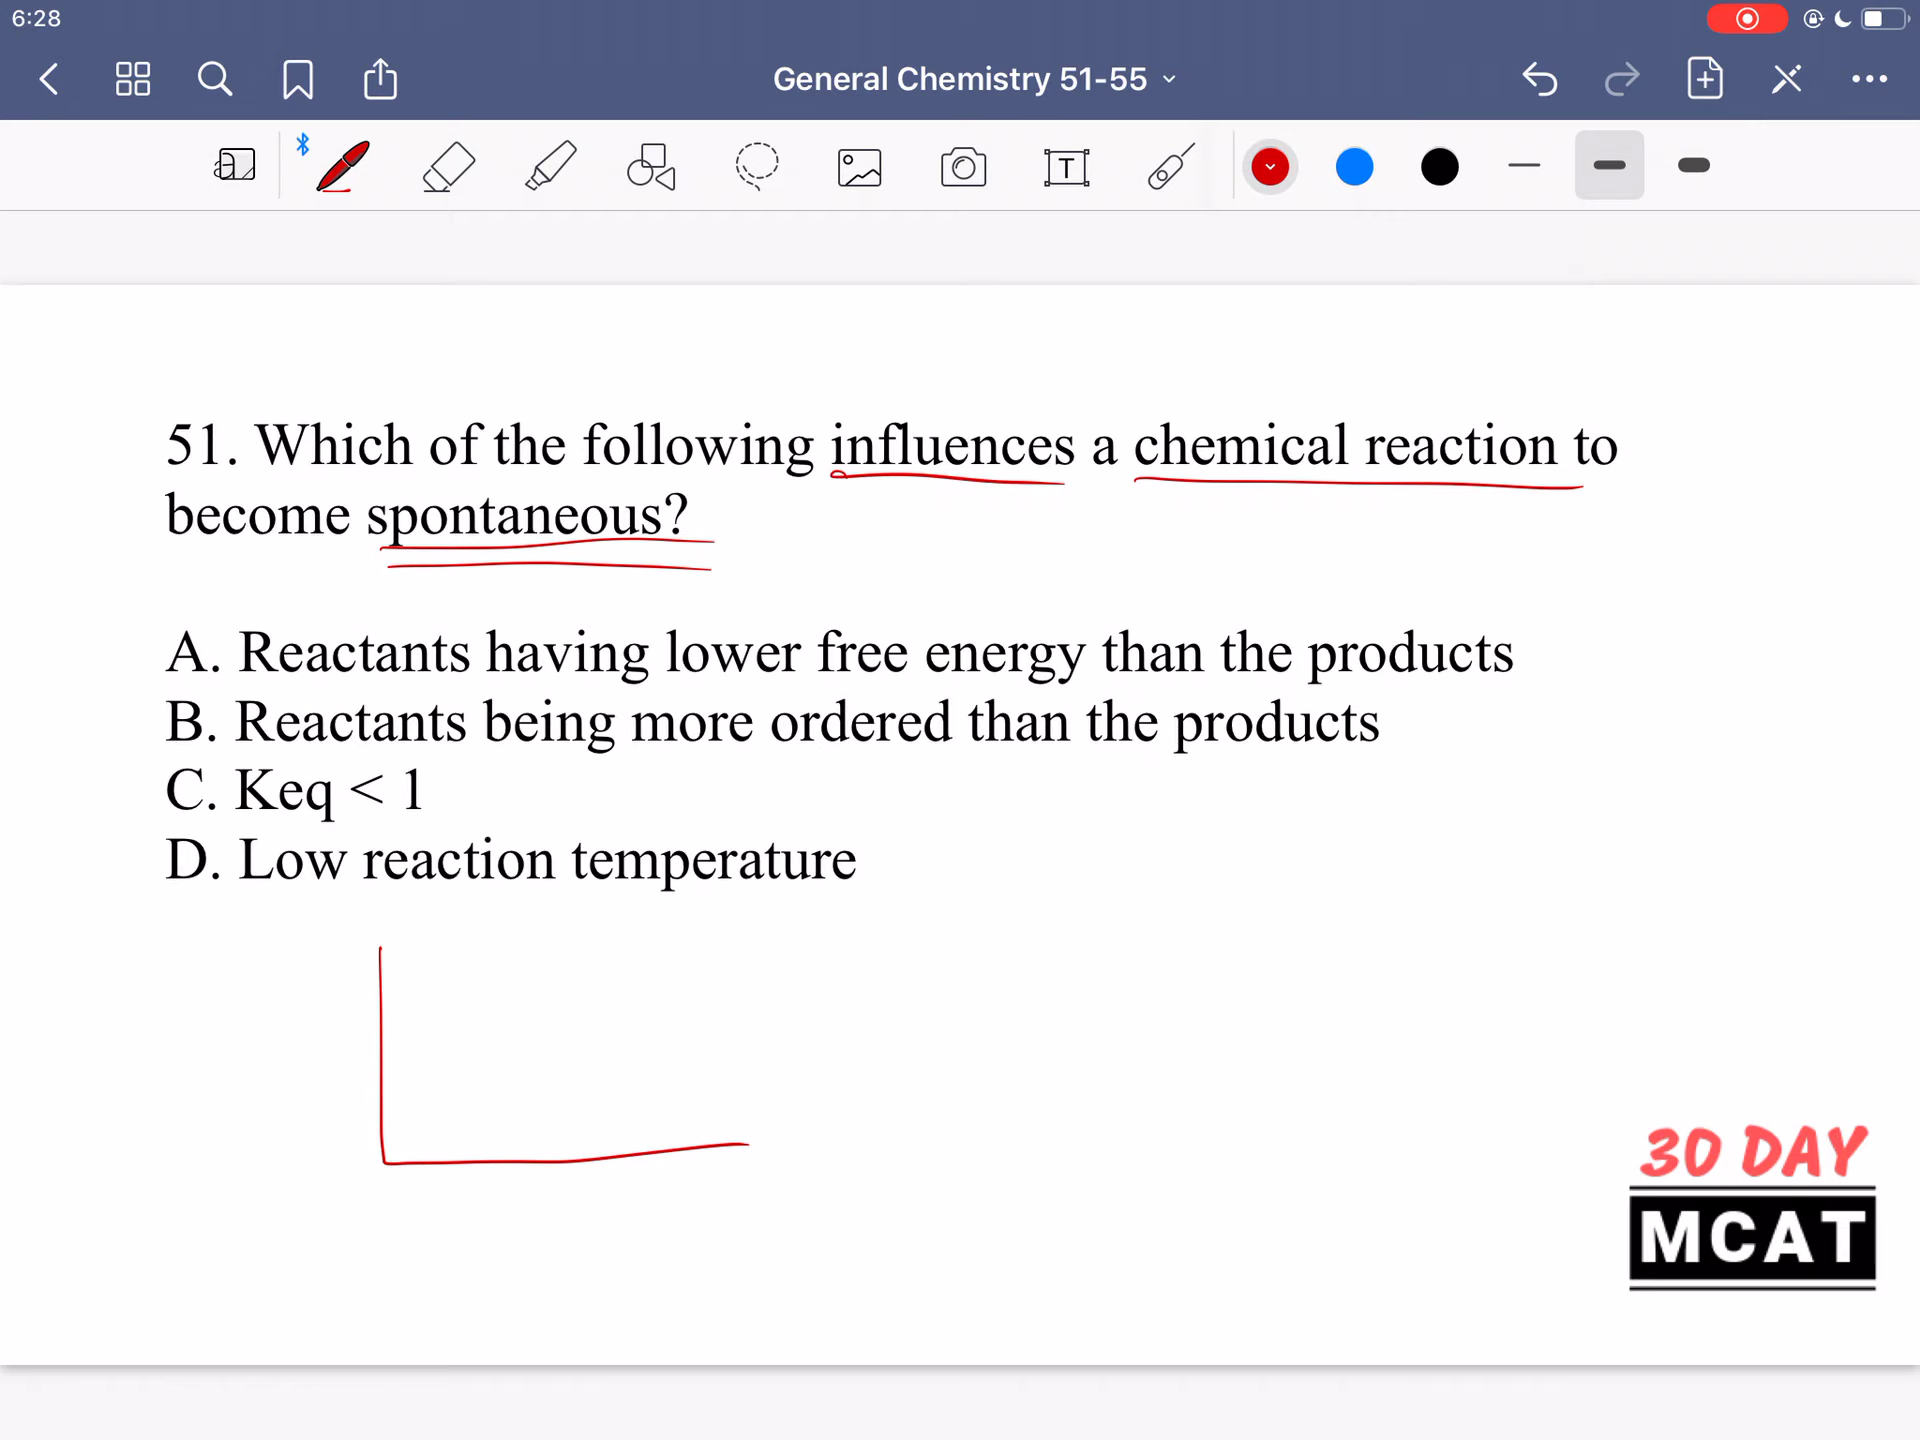 6:28
General Chemistry 51-55
51. Which of the following influences a chemical reaction to
become spontaneous?
A. Reactants having lower free energy than the products
B. Reactants being more ordered than the products
C. Keq < 1
D. Low reaction temperature
30 DAY
MCAT